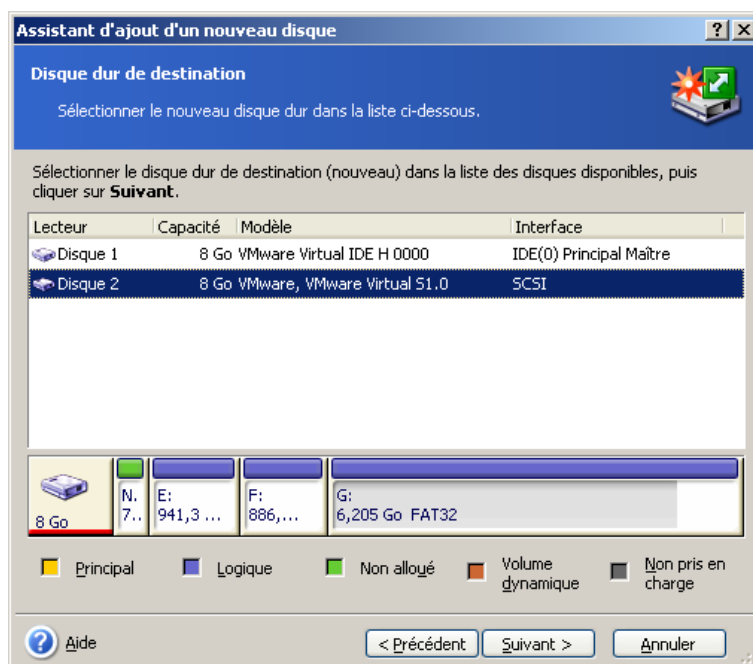 Assistant d'ajout d'un nouveau disque
Disque dur de destination
Sélectionner le nouveau disque dur dans la liste ci-dessous.
Sélectionner le disque dur de destination (nouveau) dans la liste des disques disponibles, puis
cliquer sur Suivant.
Lecteur Capacité Modèle Interface
Disque 1 8 Go VMware Virtual IDE H 0000 IDE(0) Principal Maître
Disque 2 8 Go VMware, VMware Virtual S1.0 SCSI
N. E: F: G:
8 Go 7.. 941,3 ... 886,... 6,205 Go FAT32
Principal Logique Non alloué Volume dynamique Non pris en charge
Aide < Précédent Suivant > Annuler